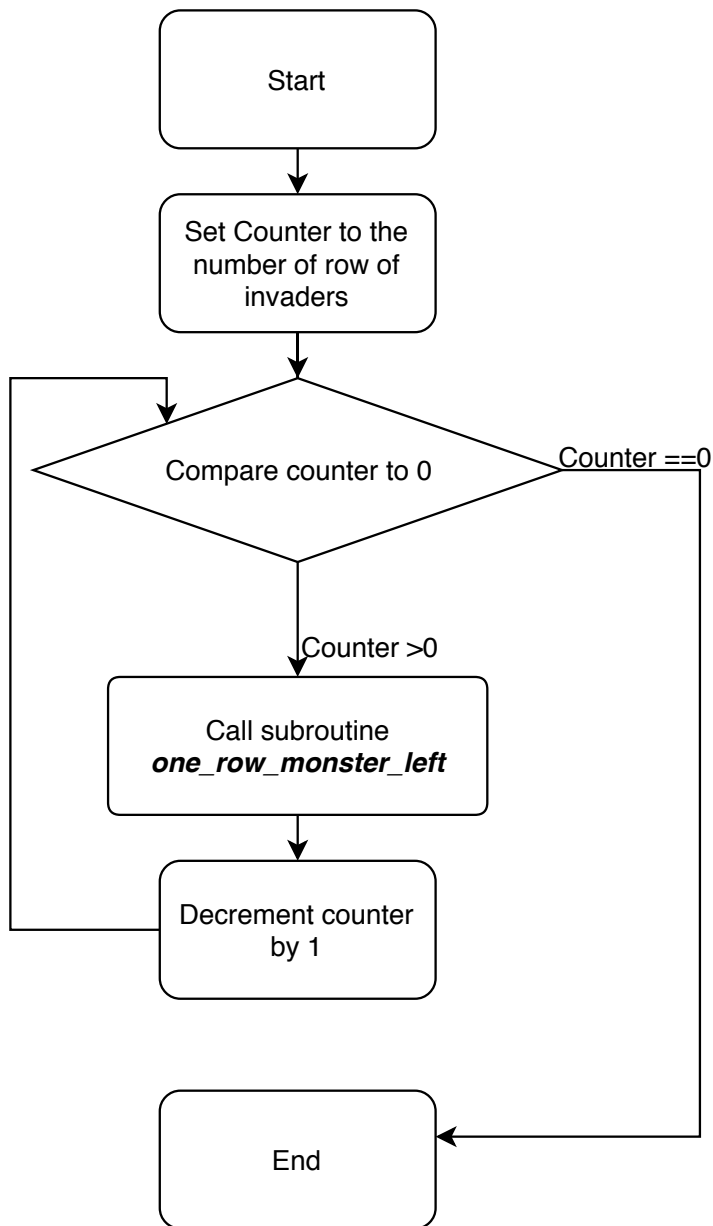 Start
Set Counter to the
number of row of
invaders
Compare counter to 0
Counter ==0
Counter >0
Call subroutine
one_row_monster_left
Decrement counter
by 1
End